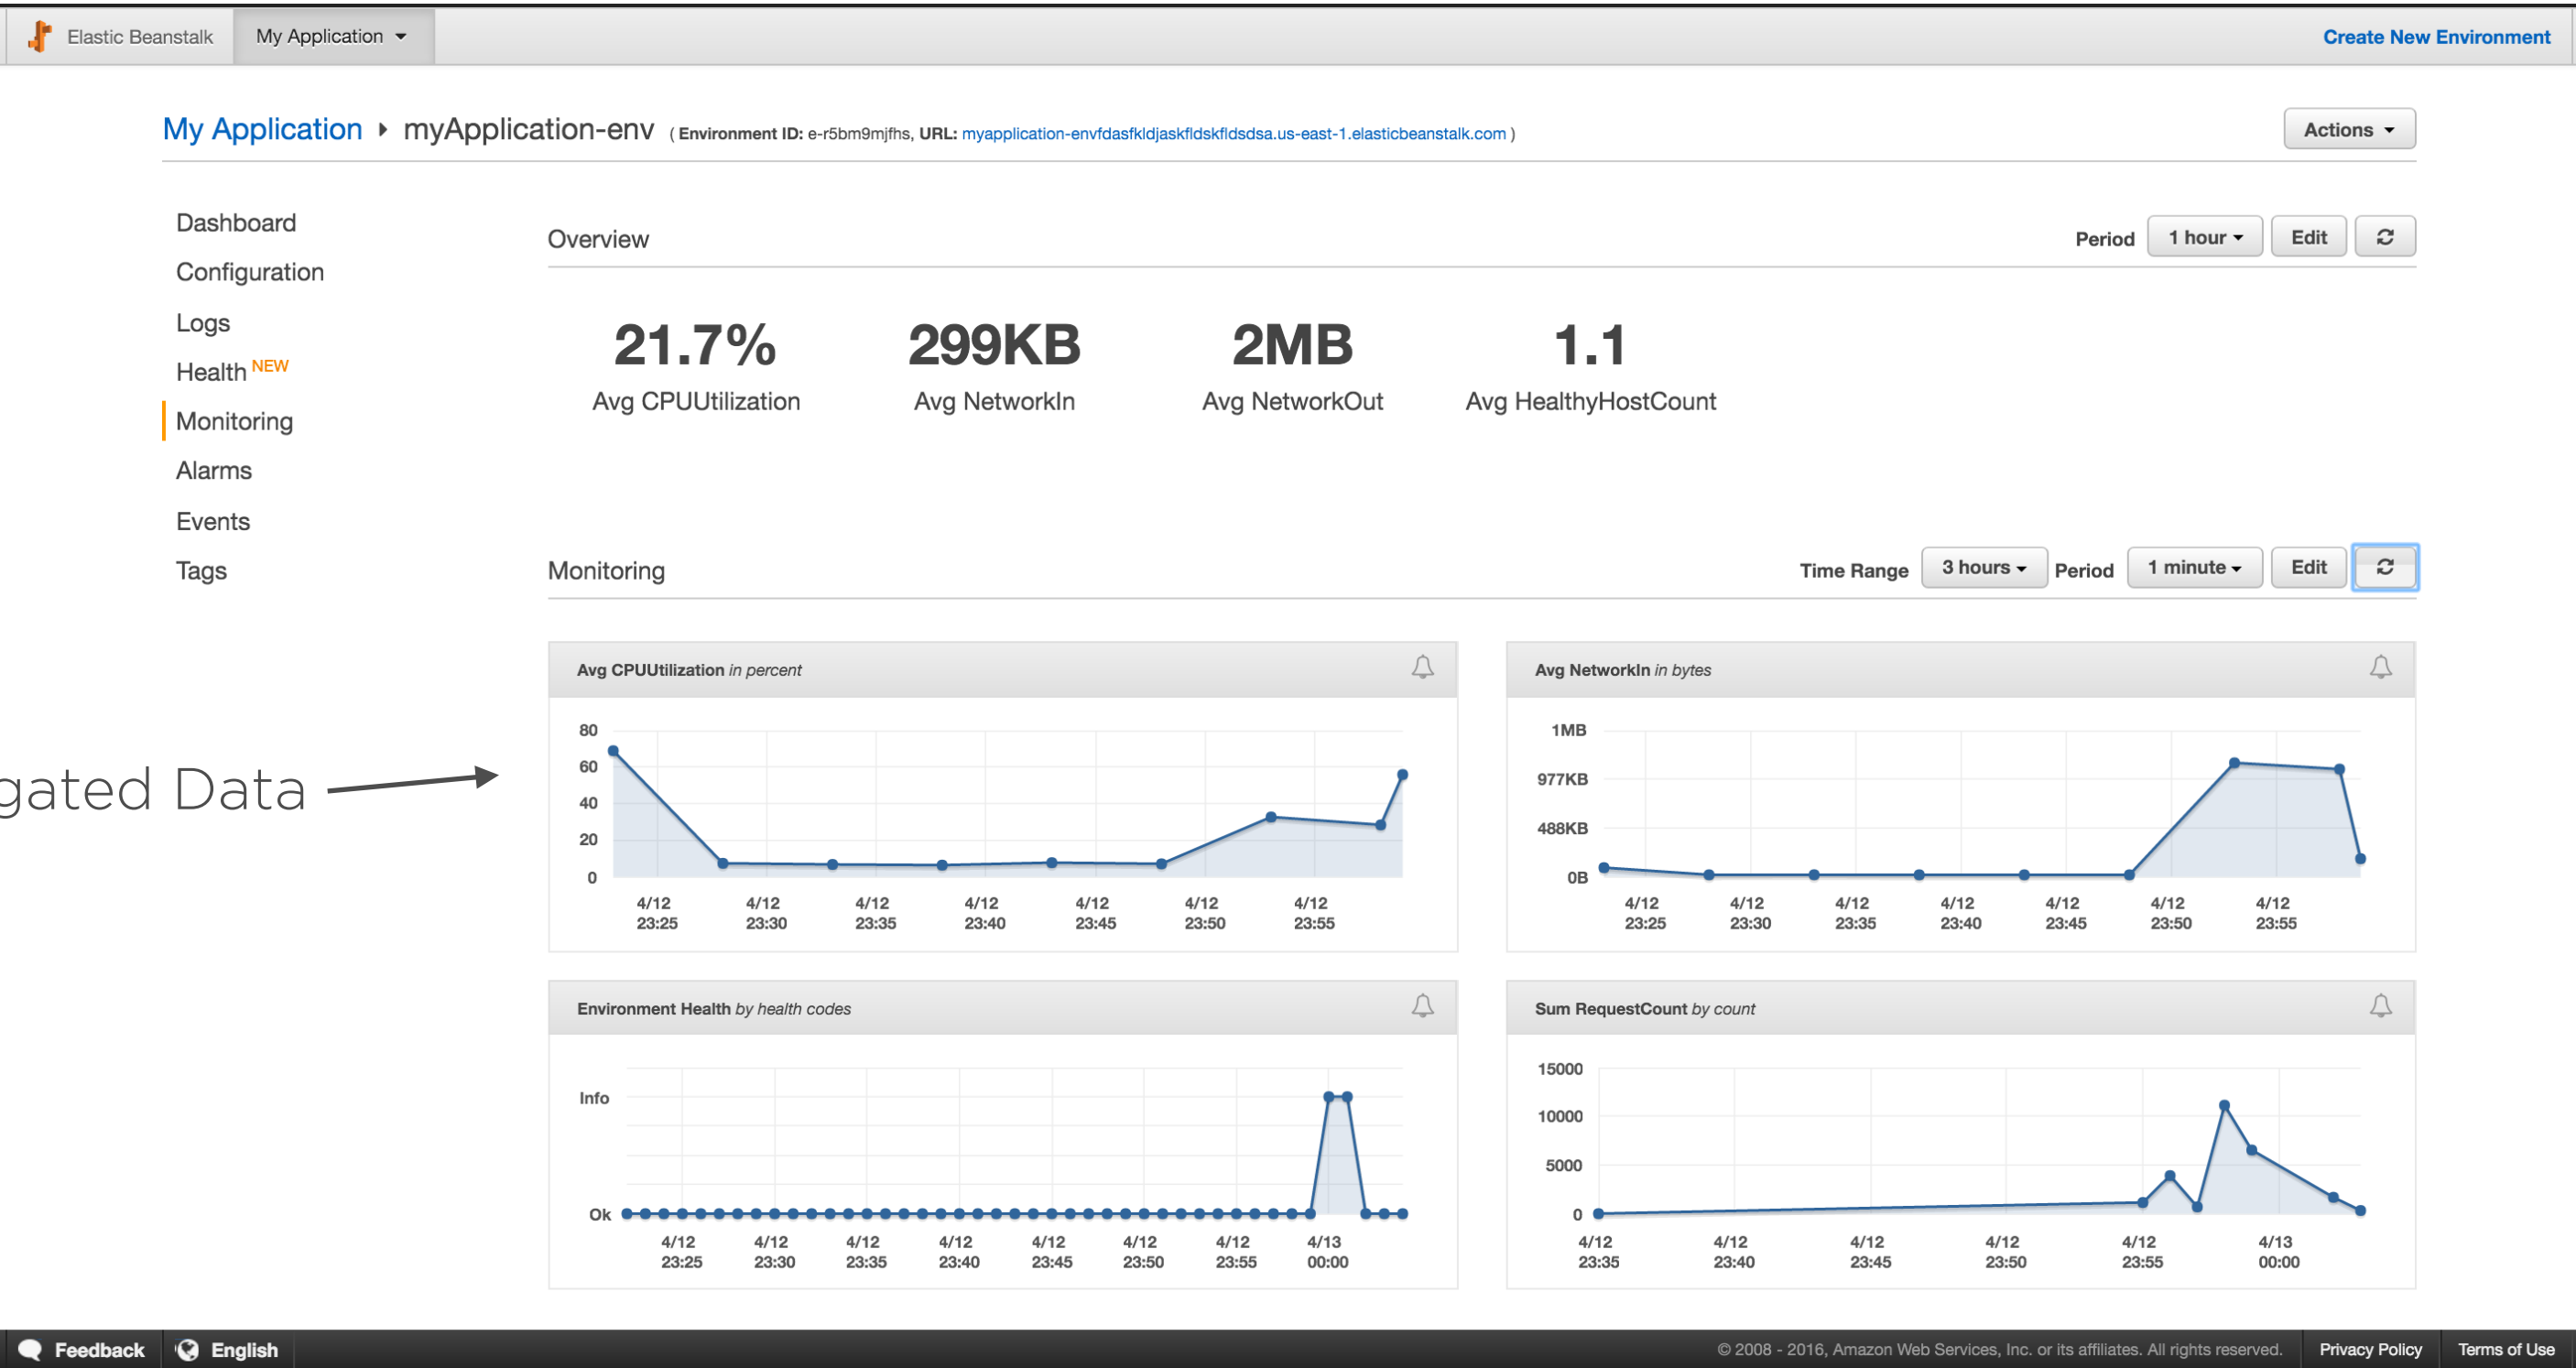 Elastic Beanstalk My Application Create New Environment
My Application myApplication-env ( Environment ID: e-r5bm9mjfhs, URL: myapplication-envfdasfkldjaskfldskfldsdsa.us-east-1.elasticbeanstalk.com ) Actions
Dashboard
Configuration
Logs
Health NEW
Monitoring
Alarms
Events
Tags
Overview Period 1 hour Edit
21.7% 299KB 2MB 1.1
Avg CPUUtilization Avg NetworkIn Avg NetworkOut Avg HealthyHostCount
Monitoring Time Range 3 hours Period 1 minute Edit
gated Data
Avg CPUUtilization in percent
80
60
40
20
0
4/12 4/12 4/12 4/12 4/12 4/12 4/12
23:25 23:30 23:35 23:40 23:45 23:50 23:55
Avg NetworkIn in bytes
1MB
977KB
488KB
0B
4/12 4/12 4/12 4/12 4/12 4/12 4/12
23:25 23:30 23:35 23:40 23:45 23:50 23:55
Environment Health by health codes
Info
Ok
4/12 4/12 4/12 4/12 4/12 4/12 4/12 4/13
23:25 23:30 23:35 23:40 23:45 23:50 23:55 00:00
Sum RequestCount by count
15000
10000
5000
0
4/12 4/12 4/12 4/12 4/12 4/13
23:35 23:40 23:45 23:50 23:55 00:00
Feedback English © 2008 - 2016, Amazon Web Services, Inc. or its affiliates. All rights reserved. Privacy Policy Terms of Use